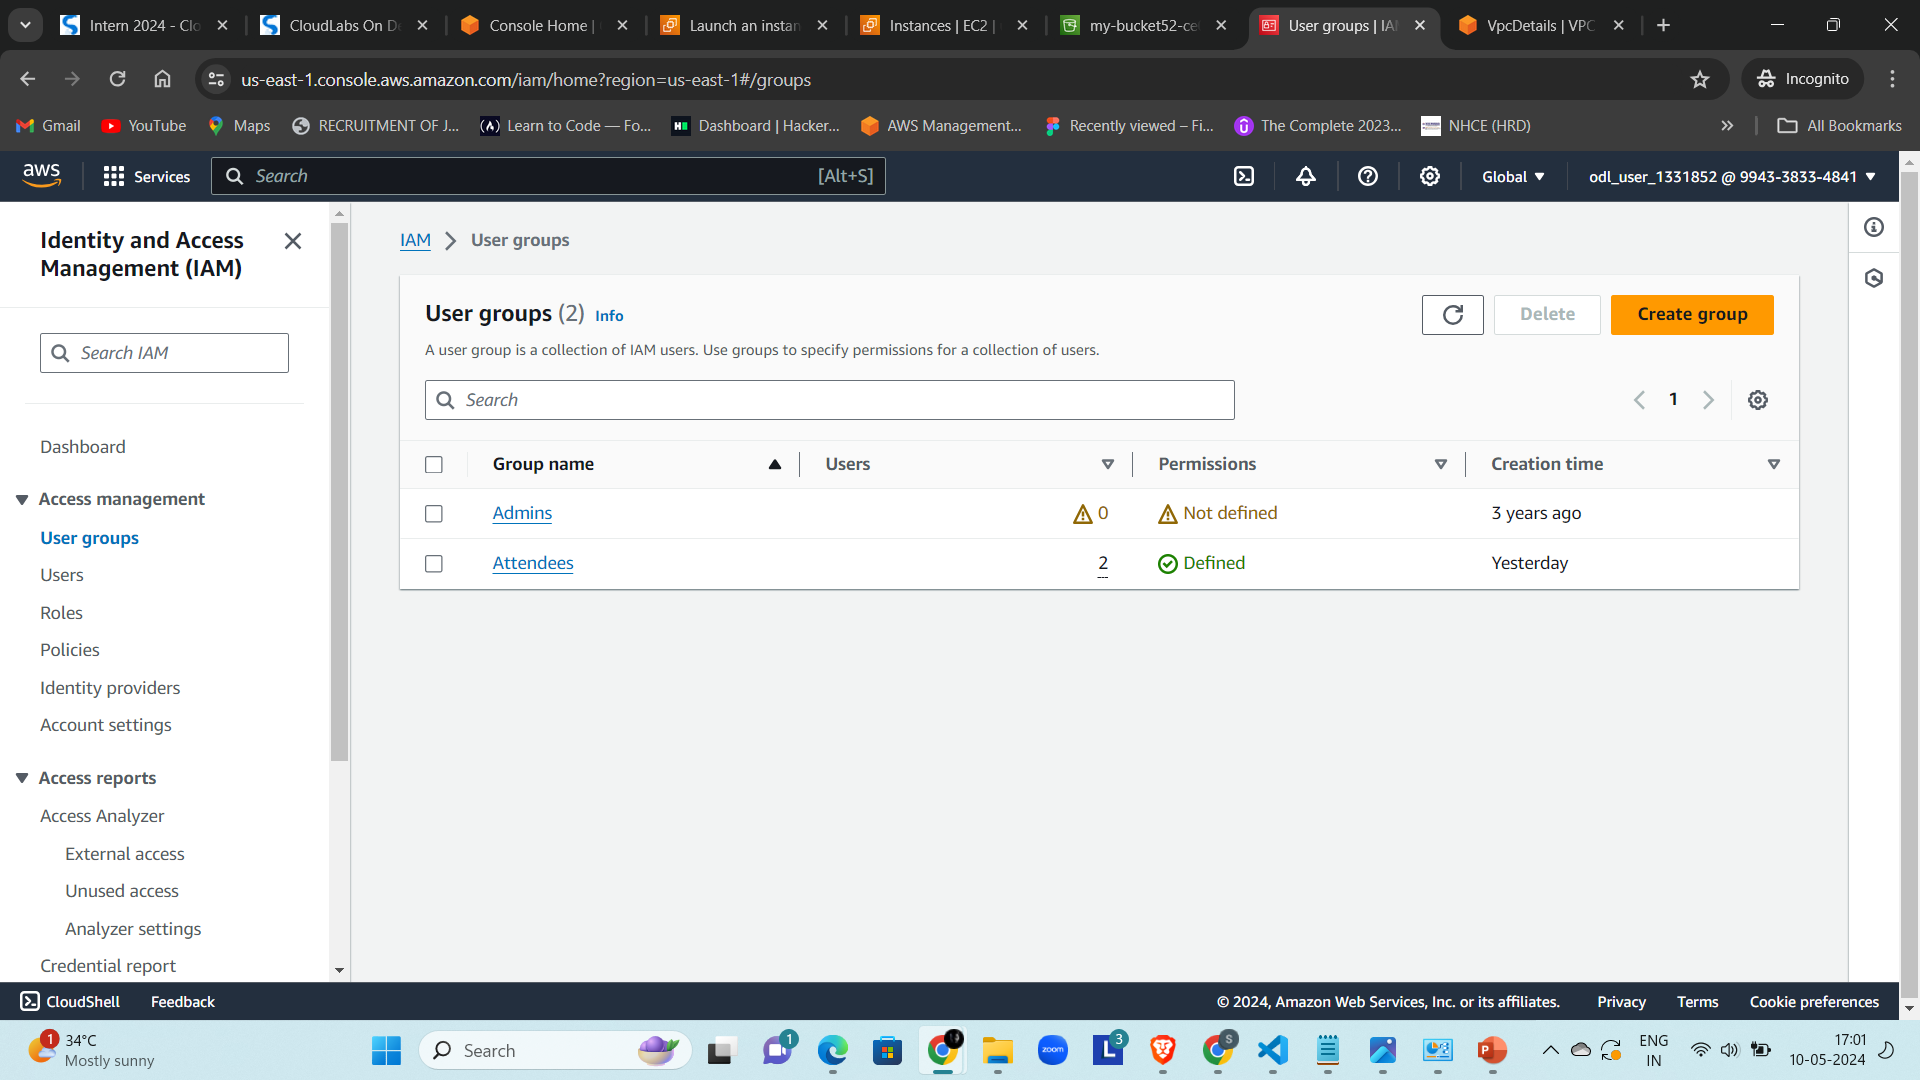 Intern 2024 - Clo
CloudLabs On De
Console Home |
Launch an instan
Instances | EC2 |
my-bucket52-ce
User groups | IA
VpcDetails | VPC
us-east-1.console.aws.amazon.com/iam/home?region=us-east-1#/groups
Incognito
Gmail
YouTube
Maps
RECRUITMENT OF J...
Learn to Code — Fo...
Dashboard | Hacker...
AWS Management...
Recently viewed – Fi...
The Complete 2023...
NHCE (HRD)
All Bookmarks
aws
Services
Search
[Alt+S]
Global
odl_user_1331852 @ 9943-3833-4841
Identity and Access
Management (IAM)
Search IAM
Dashboard
Access management
User groups
Users
Roles
Policies
Identity providers
Account settings
Access reports
Access Analyzer
External access
Unused access
Analyzer settings
Credential report
IAM
User groups
User groups (2) Info
Delete
Create group
A user group is a collection of IAM users. Use groups to specify permissions for a collection of users.
Search
1
Group name
Users
Permissions
Creation time
Admins
0
Not defined
3 years ago
Attendees
2
Defined
Yesterday
CloudShell
Feedback
© 2024, Amazon Web Services, Inc. or its affiliates.
Privacy
Terms
Cookie preferences
1
34°C
Mostly sunny
Search
1
zoom
L
3
S
P
ENG
IN
17:01
10-05-2024